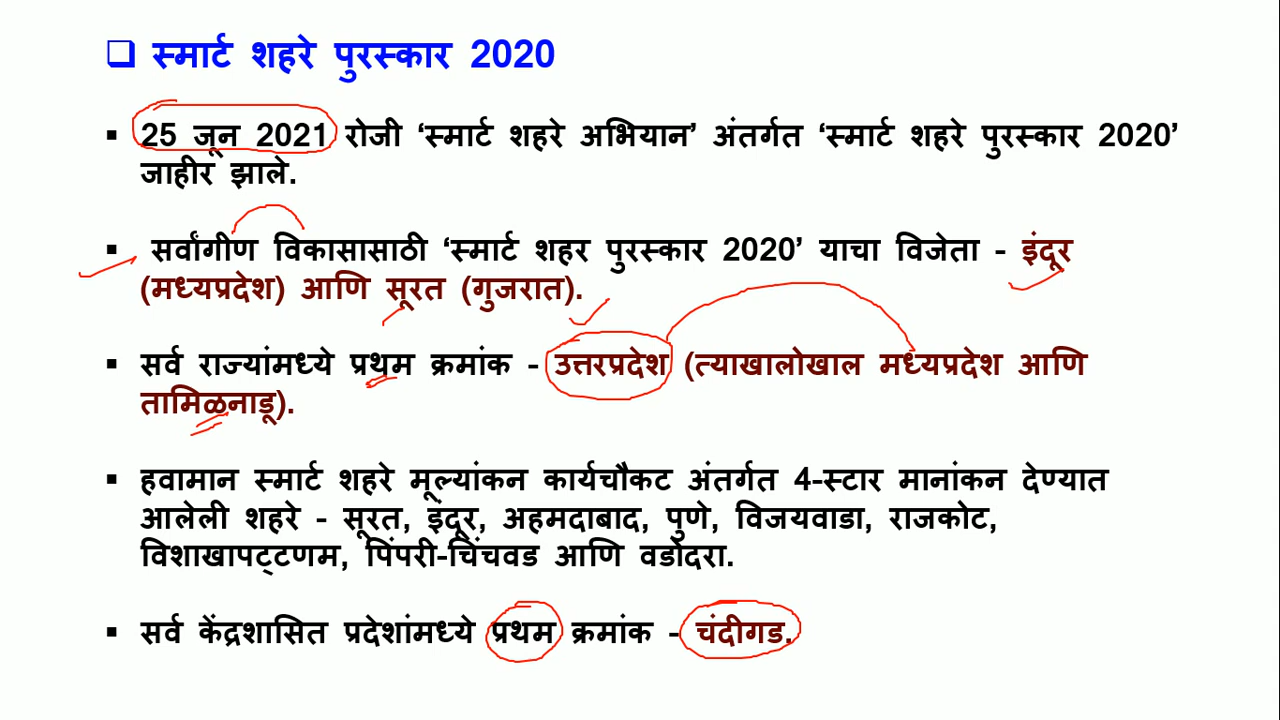 ❑ स्मार्ट शहरे पुरस्कार 2020
▪ 25 जून 2021 रोजी ‘स्मार्ट शहरे अभियान’ अंतर्गत ‘स्मार्ट शहरे पुरस्कार 2020’
जाहीर झाले.
▪ सर्वांगीण विकासासाठी ‘स्मार्ट शहर पुरस्कार 2020’ याचा विजेता - इंदूर
(मध्यप्रदेश) आणि सूरत (गुजरात).
▪ सर्व राज्यांमध्ये प्रथम क्रमांक - उत्तरप्रदेश (त्याखालोखाल मध्यप्रदेश आणि
तामिळनाडू).
▪ हवामान स्मार्ट शहरे मूल्यांकन कार्यचौकट अंतर्गत 4-स्टार मानांकन देण्यात
आलेली शहरे - सूरत, इंदूर, अहमदाबाद, पुणे, विजयवाडा, राजकोट,
विशाखापट्टणम, पिंपरी-चिंचवड आणि वडोदरा.
▪ सर्व केंद्रशासित प्रदेशांमध्ये प्रथम क्रमांक - चंदीगड.